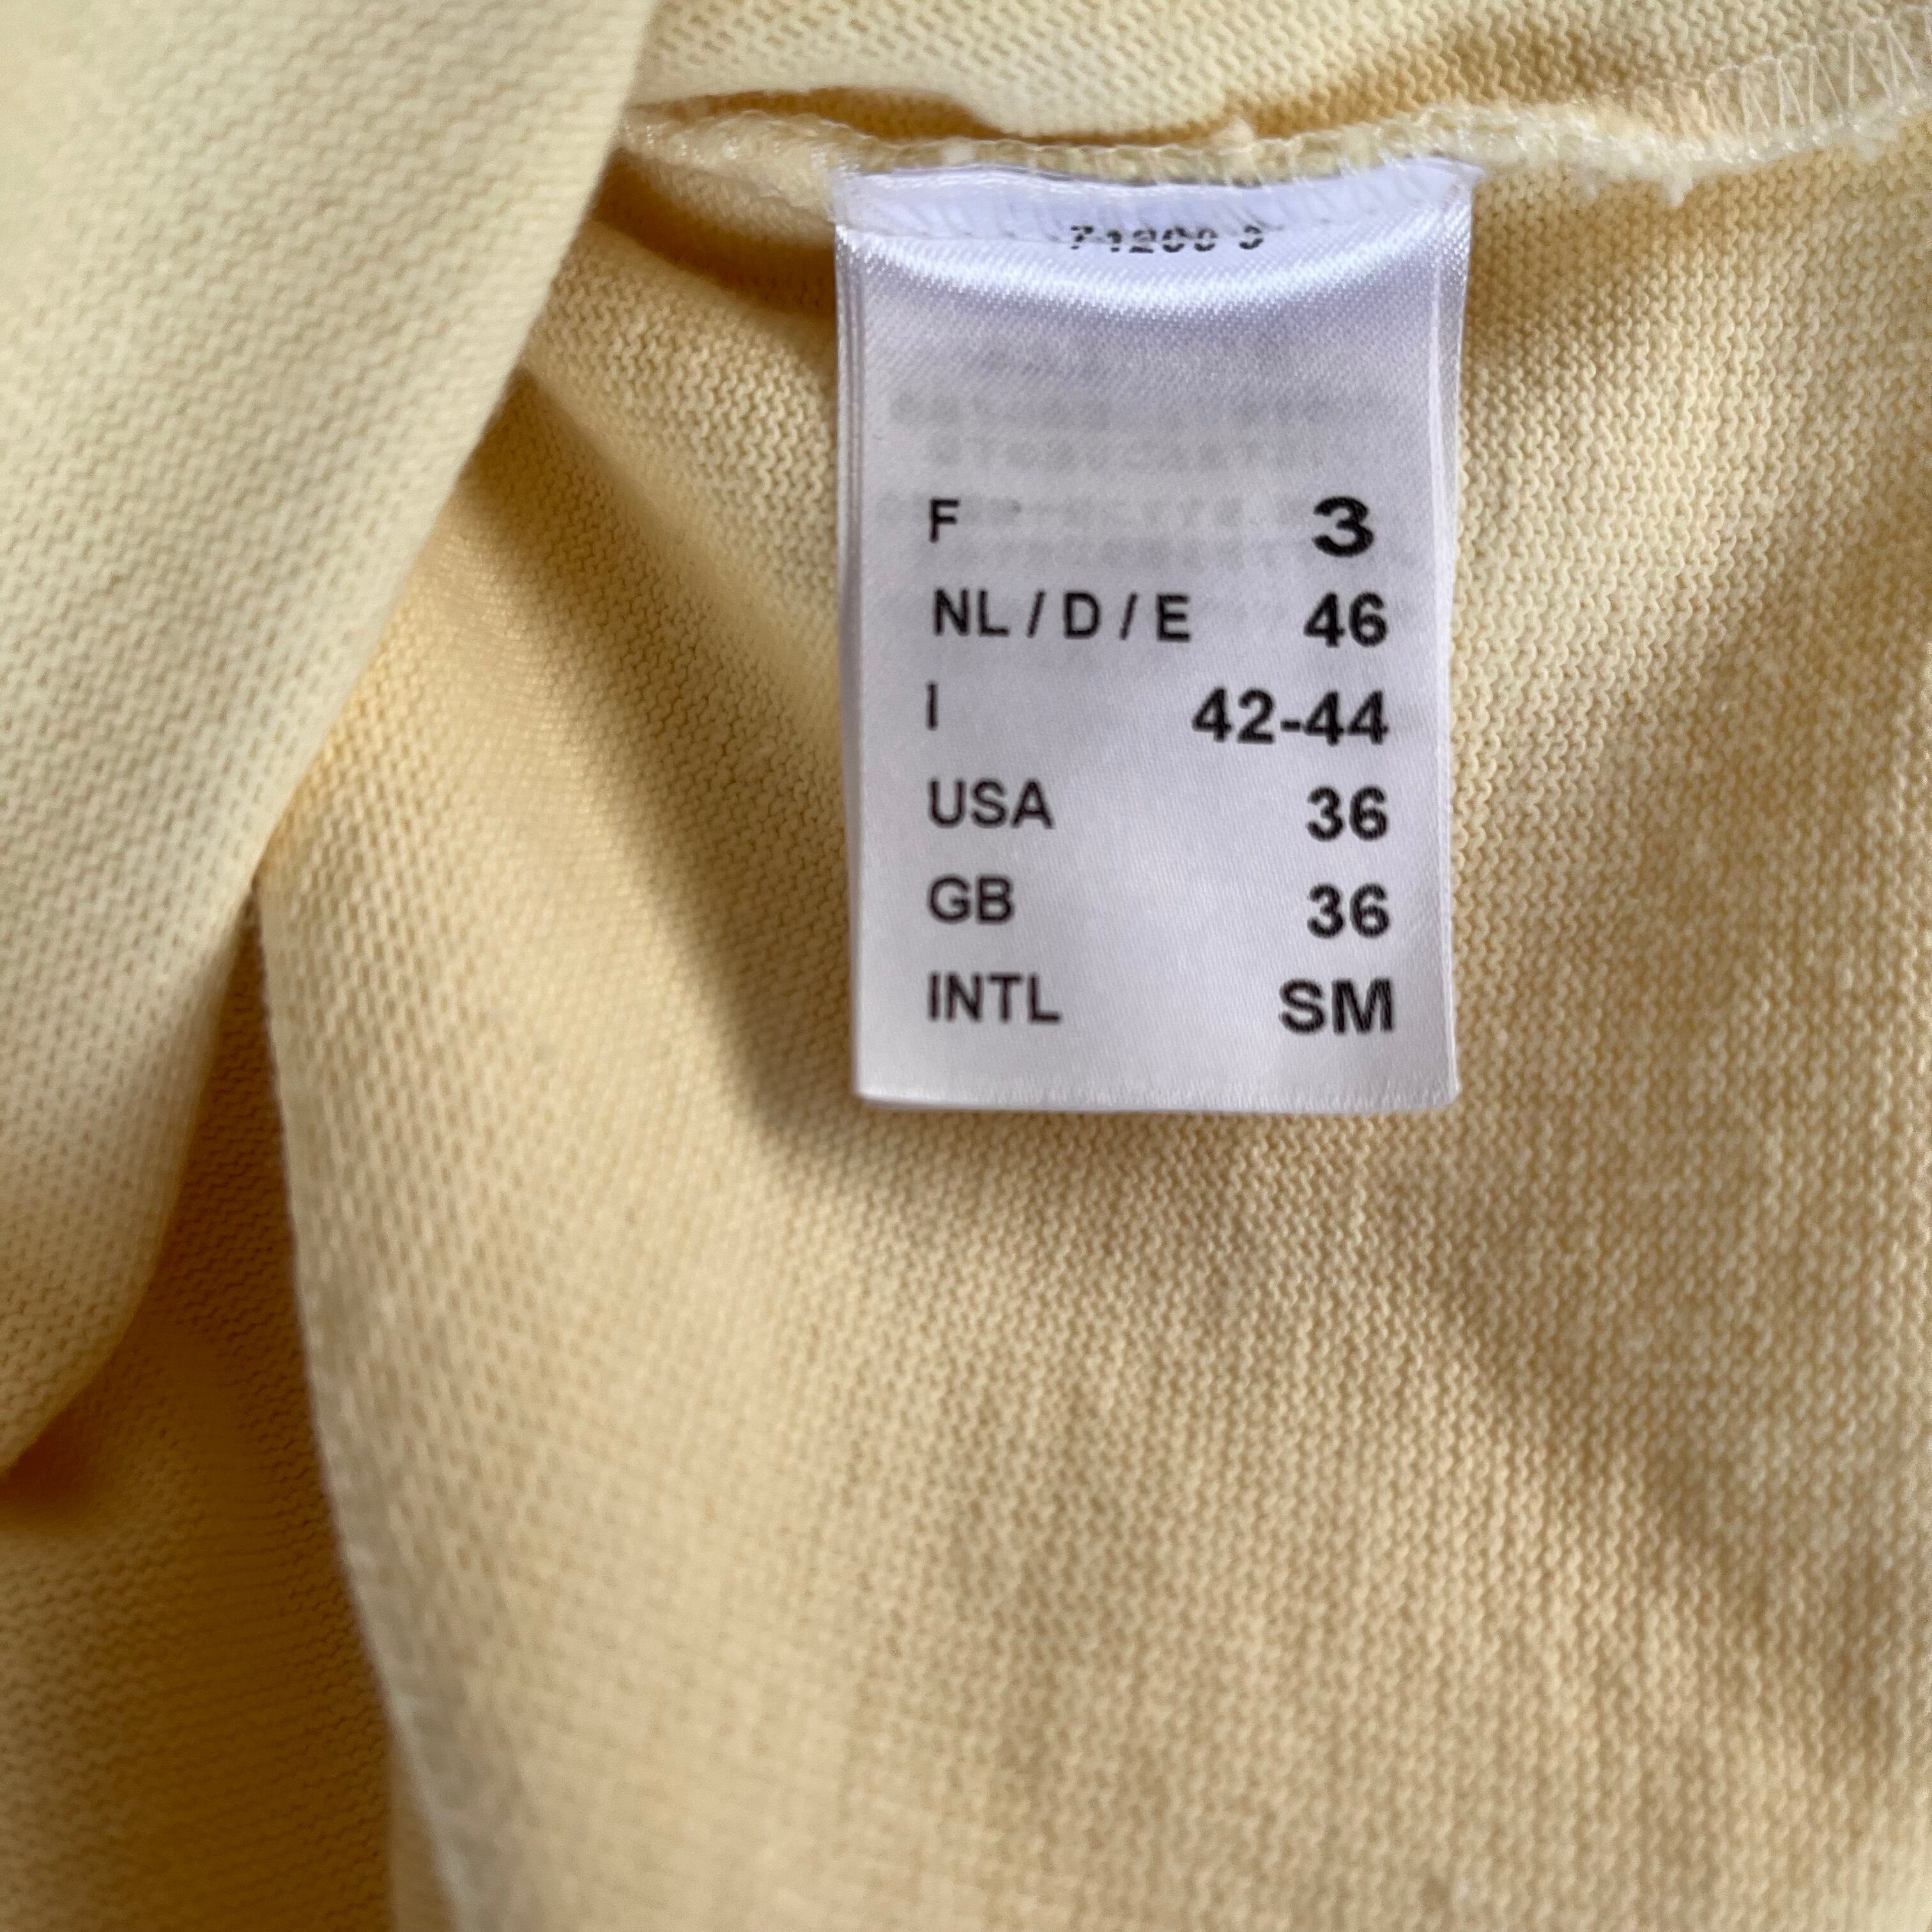 F 3
NL / D / E 46
I 42-44
USA 36
GB 36
INTL SM